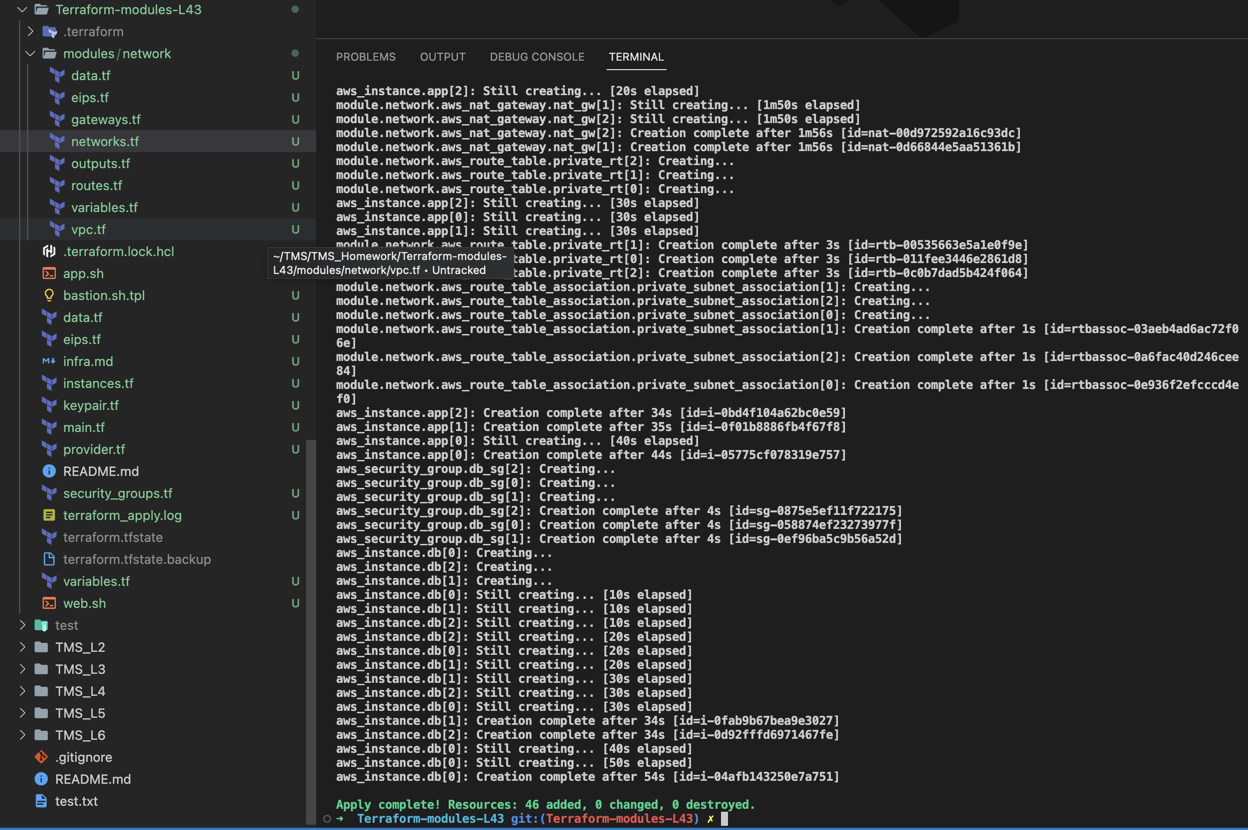 Terraform-modules-L43
.terraform
modules / network
data.tf U
eips.tf U
gateways.tf U
networks.tf U
outputs.tf U
routes.tf U
variables.tf U
vpc.tf U
.terraform.lock.hcl U
app.sh U
bastion.sh.tpl U
data.tf U
eips.tf U
infra.md U
instances.tf U
keypair.tf U
main.tf U
provider.tf U
README.md
security_groups.tf U
terraform_apply.log U
terraform.tfstate
terraform.tfstate.backup
variables.tf U
web.sh U
test
TMS_L2
TMS_L3
TMS_L4
TMS_L5
TMS_L6
.gitignore
README.md
test.txt
~/TMS/TMS_Homework/Terraform-modules-
L43/modules/network/vpc.tf • Untracked
PROBLEMS OUTPUT DEBUG CONSOLE TERMINAL
aws_instance.app[2]: Still creating... [20s elapsed]
module.network.aws_nat_gateway.nat_gw[1]: Still creating... [1m50s elapsed]
module.network.aws_nat_gateway.nat_gw[2]: Still creating... [1m50s elapsed]
module.network.aws_nat_gateway.nat_gw[2]: Creation complete after 1m56s [id=nat-00d972592a16c93dc]
module.network.aws_nat_gateway.nat_gw[1]: Creation complete after 1m56s [id=nat-0d66844e5aa51361b]
module.network.aws_route_table.private_rt[2]: Creating...
module.network.aws_route_table.private_rt[1]: Creating...
module.network.aws_route_table.private_rt[0]: Creating...
aws_instance.app[2]: Still creating... [30s elapsed]
aws_instance.app[0]: Still creating... [30s elapsed]
aws_instance.app[1]: Still creating... [30s elapsed]
module.network.aws_route_table.private_rt[1]: Creation complete after 3s [id=rtb-00535663e5a1e0f9e]
private_rt[0]: Creation complete after 3s [id=rtb-011fee3446e2861d8]
private_rt[2]: Creation complete after 3s [id=rtb-0c0b7dad5b424f064]
module.network.aws_route_table_association.private_subnet_association[1]: Creating...
module.network.aws_route_table_association.private_subnet_association[2]: Creating...
module.network.aws_route_table_association.private_subnet_association[0]: Creating...
module.network.aws_route_table_association.private_subnet_association[1]: Creation complete after 1s [id=rtbassoc-03aeb4ad6ac72f0
6e]
module.network.aws_route_table_association.private_subnet_association[2]: Creation complete after 1s [id=rtbassoc-0a6fac40d246cee
84]
module.network.aws_route_table_association.private_subnet_association[0]: Creation complete after 1s [id=rtbassoc-0e936f2efcccd4e
f0]
aws_instance.app[2]: Creation complete after 34s [id=i-0bd4f104a62bc0e59]
aws_instance.app[1]: Creation complete after 35s [id=i-0f01b8886fb4f67f8]
aws_instance.app[0]: Still creating... [40s elapsed]
aws_instance.app[0]: Creation complete after 44s [id=i-05775cf078319e757]
aws_security_group.db_sg[2]: Creating...
aws_security_group.db_sg[0]: Creating...
aws_security_group.db_sg[1]: Creating...
aws_security_group.db_sg[2]: Creation complete after 4s [id=sg-0875e5ef11f722175]
aws_security_group.db_sg[0]: Creation complete after 4s [id=sg-058874ef23273977f]
aws_security_group.db_sg[1]: Creation complete after 4s [id=sg-0ef96ba5c9b56a52d]
aws_instance.db[0]: Creating...
aws_instance.db[2]: Creating...
aws_instance.db[1]: Creating...
aws_instance.db[0]: Still creating... [10s elapsed]
aws_instance.db[1]: Still creating... [10s elapsed]
aws_instance.db[2]: Still creating... [10s elapsed]
aws_instance.db[2]: Still creating... [20s elapsed]
aws_instance.db[0]: Still creating... [20s elapsed]
aws_instance.db[1]: Still creating... [20s elapsed]
aws_instance.db[1]: Still creating... [30s elapsed]
aws_instance.db[2]: Still creating... [30s elapsed]
aws_instance.db[0]: Still creating... [30s elapsed]
aws_instance.db[1]: Creation complete after 34s [id=i-0fab9b67bea9e3027]
aws_instance.db[2]: Creation complete after 34s [id=i-0d92fffd6971467fe]
aws_instance.db[0]: Still creating... [40s elapsed]
aws_instance.db[0]: Still creating... [50s elapsed]
aws_instance.db[0]: Creation complete after 54s [id=i-04afb143250e7a751]
Apply complete! Resources: 46 added, 0 changed, 0 destroyed.
➜ Terraform-modules-L43 git:(Terraform-modules-L43) ✗